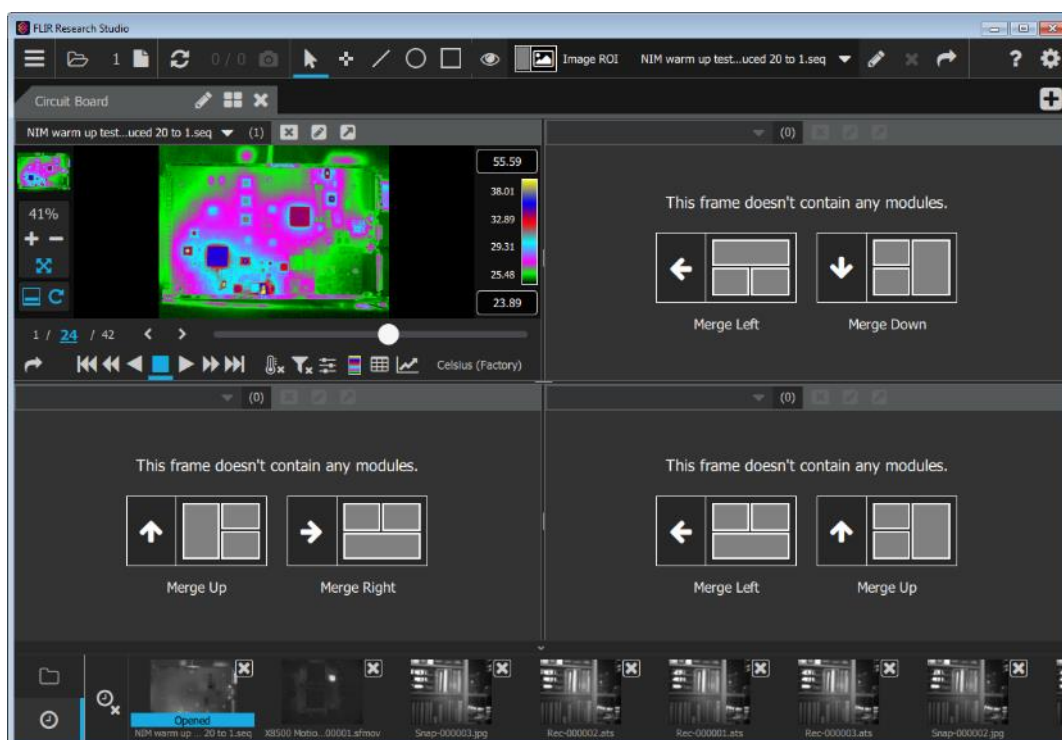 FLIR Research Studio
1
0 / 0
Image ROI
NIM warm up test...uced 20 to 1.seq
?
Circuit Board
NIM warm up test...uced 20 to 1.seq
(1)
(0)
41%
55.59
38.01
32.89
29.31
25.48
23.89
This frame doesn't contain any modules.
Merge Left
Merge Down
1 / 24 / 42
Celsius (Factory)
(0)
(0)
This frame doesn't contain any modules.
This frame doesn't contain any modules.
Merge Up
Merge Right
Merge Left
Merge Up
Opened
NIM warm up ... 20 to 1.seq
X8500 Motio...00001.sfmov
Snap-000003.jpg
Rec-000002.ats
Rec-000001.ats
Rec-000003.ats
Snap-000002.jpg